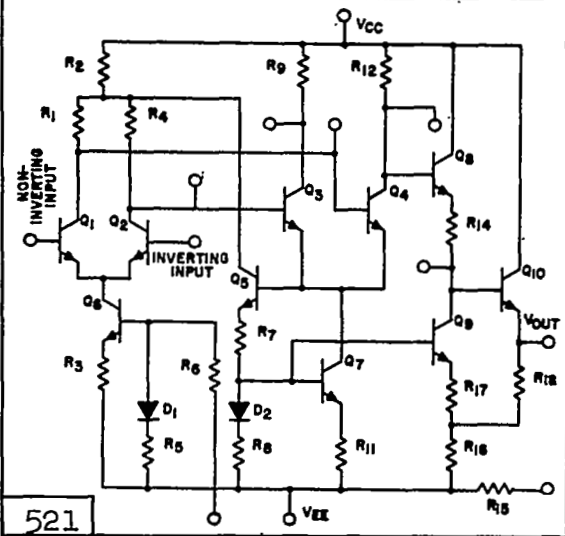 VCC
R2
R9
R12
R1
R4
Q8
NON-
INVERTING
INPUT
Q3
Q4
Q1
Q2
R14
INVERTING
INPUT
Q10
Q5
Q6
VOUT
R7
Q9
Q7
R3
R6
R18
R17
D1
D2
R5
R8
R11
R16
VEE
R15
521